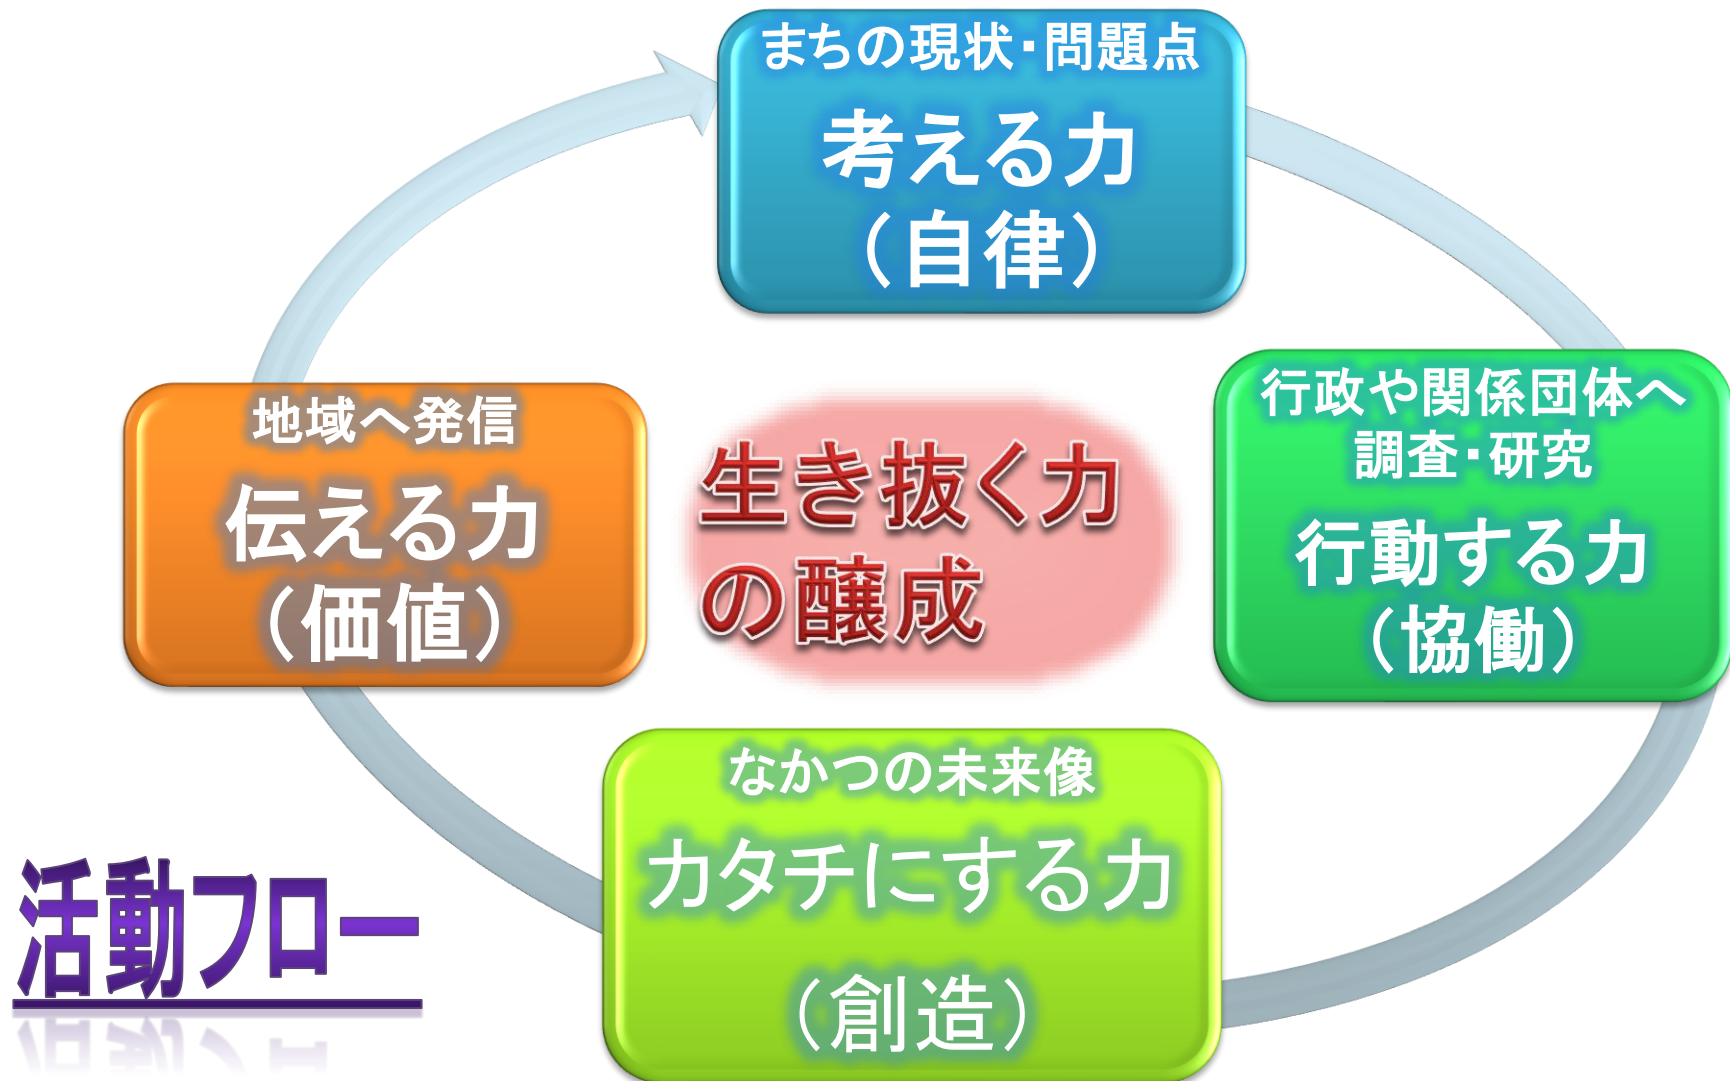 まちの現状・問題点
考える力
（自律）
行政や関係団体へ
調査・研究
行動する力
（協働）
なかつの未来像
カタチにする力
（創造）
地域へ発信
伝える力
（価値）
生き抜く力
の醸成
活動フロー